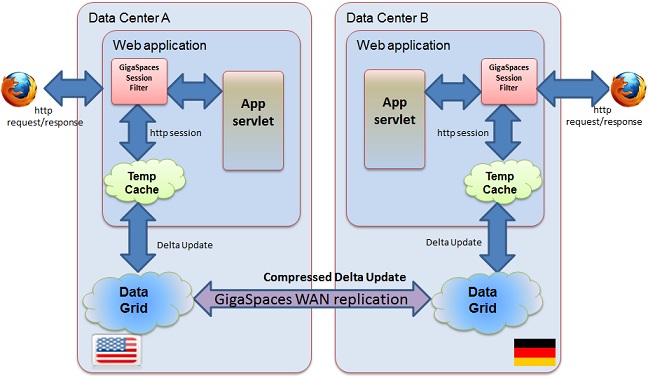 Data Center A
Data Center B
Web application
Web application
GigaSpaces
Session
Filter
GigaSpaces
Session
Filter
App
servlet
App
servlet
http
request/response
http
request/response
http session
http session
Temp
Cache
Temp
Cache
Delta Update
Delta Update
Compressed Delta Update
Data
Grid
GigaSpaces WAN replication
Data
Grid